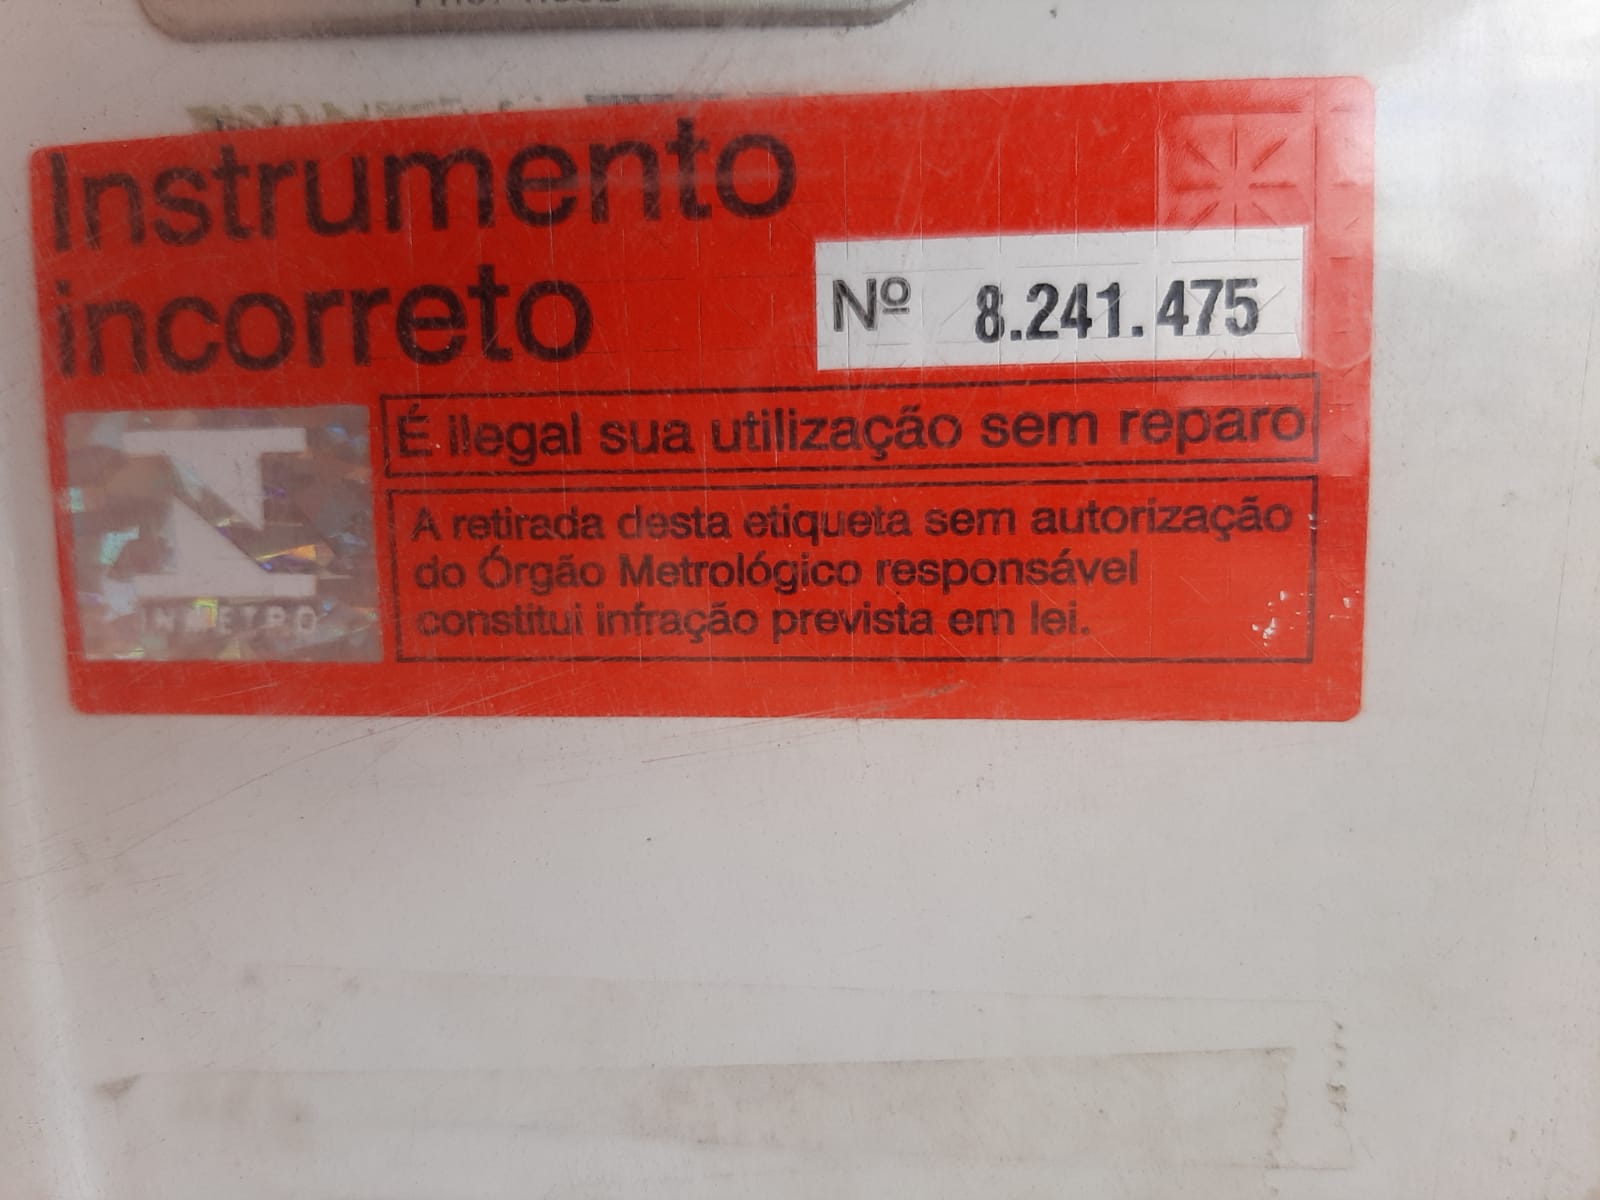 Instrumento
incorreto
Nº 8.241.475
É ilegal sua utilização sem reparo
A retirada desta etiqueta sem autorização
do Órgão Metrológico responsável
constitui infração prevista em lei.
INMETRO